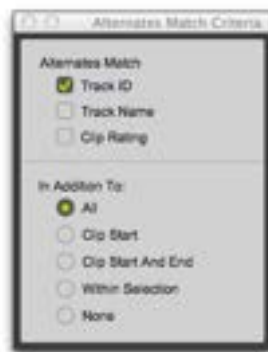 Alternates Match Criteria
Alternates Match
Track ID
Track Name
Clip Rating
In Addition To:
All
Clip Start
Clip Start And End
Within Selection
None